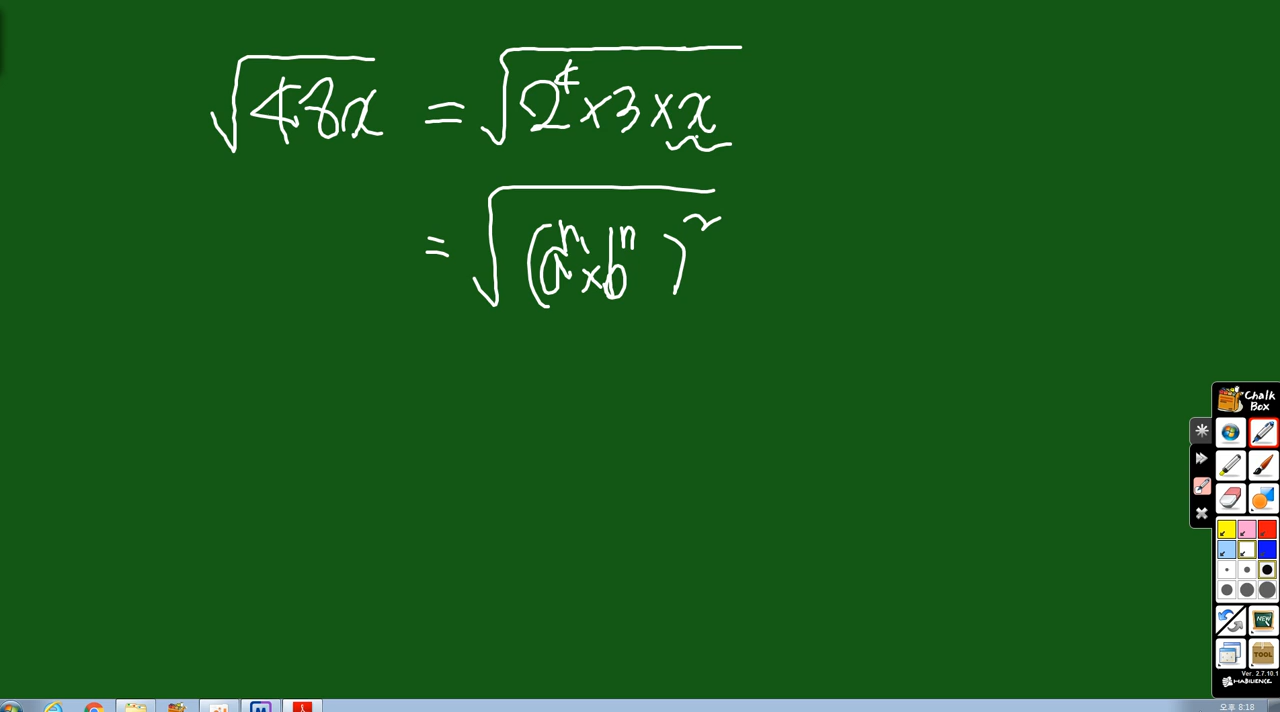 √48x = √2⁴×3×x
= √(aⁿ×bⁿ)²
Chalk
Box
NEW
TOOL
Ver. 2.7.10.1
HABILIENCE
오후 8:18